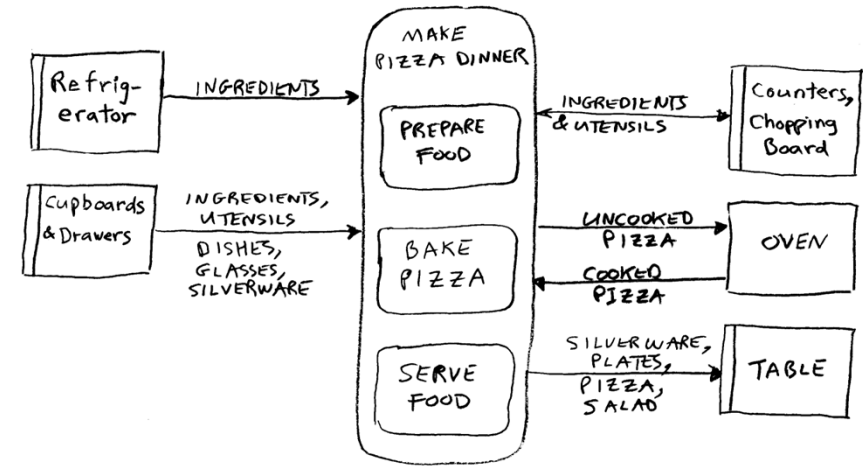 Refrig-
erator
INGREDIENTS
Cupboards
& Drawers
INGREDIENTS,
UTENSILS
DISHES,
GLASSES,
SILVERWARE
MAKE
PIZZA DINNER
PREPARE
FOOD
BAKE
PIZZA
SERVE
FOOD
INGREDIENTS
& UTENSILS
Counters,
Chopping
Board
UNCOOKED
PIZZA
COOKED
PIZZA
OVEN
SILVERWARE,
PLATES,
PIZZA,
SALAD
TABLE